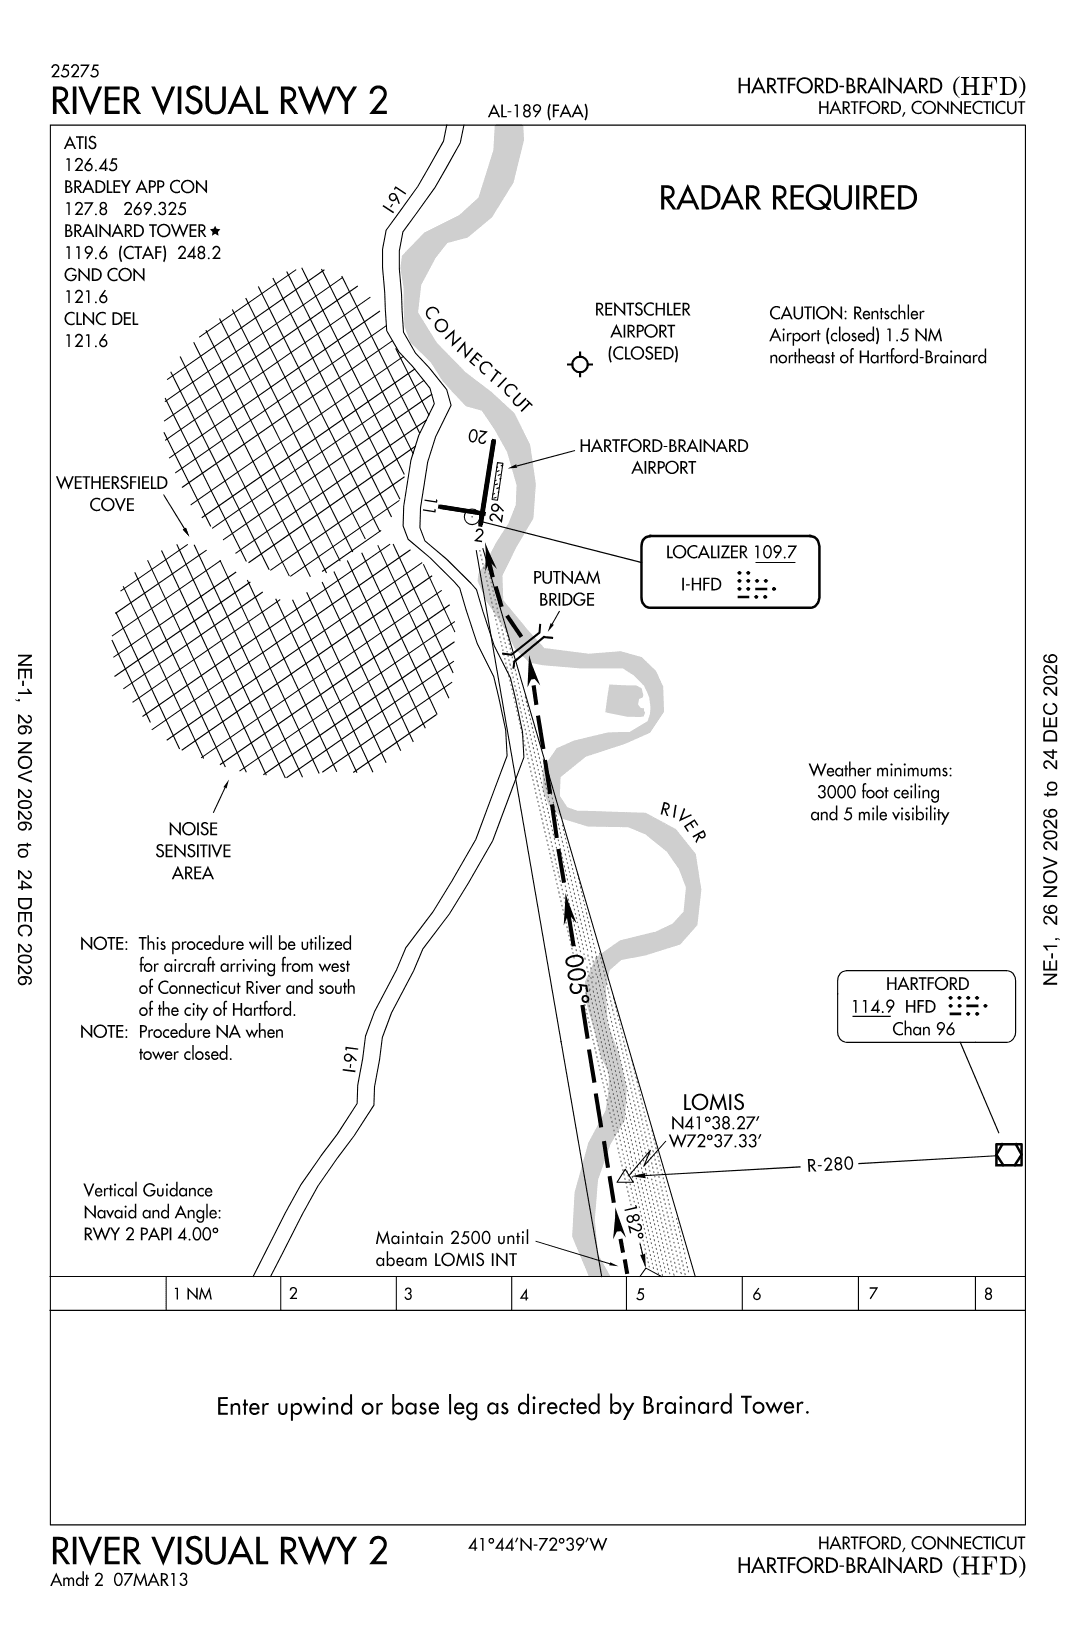 25275
RIVER VISUAL RWY 2
AL-189 (FAA)
HARTFORD-BRAINARD (HFD)
HARTFORD, CONNECTICUT
ATIS
126.45
BRADLEY APP CON
127.8 269.325
BRAINARD TOWER ★
119.6 (CTAF) 248.2
GND CON
121.6
CLNC DEL
121.6
I-91
RADAR REQUIRED
RENTSCHLER
AIRPORT
(CLOSED)
CAUTION: Rentschler
Airport (closed) 1.5 NM
northeast of Hartford-Brainard
CONNECTICUT
20
HARTFORD-BRAINARD
AIRPORT
WETHERSFIELD
COVE
11
29
2
LOCALIZER 109.7
I-HFD
PUTNAM
BRIDGE
NE-1, 26 NOV 2026 to 24 DEC 2026
NE-1, 26 NOV 2026 to 24 DEC 2026
Weather minimums:
3000 foot ceiling
and 5 mile visibility
RIVER
NOISE
SENSITIVE
AREA
NOTE: This procedure will be utilized
for aircraft arriving from west
of Connecticut River and south
of the city of Hartford.
NOTE: Procedure NA when
tower closed.
005°
HARTFORD
114.9 HFD
Chan 96
I-91
LOMIS
N41°38.27'
W72°37.33'
R-280
Vertical Guidance
Navaid and Angle:
RWY 2 PAPI 4.00°
182°
Maintain 2500 until
abeam LOMIS INT
1 NM 2 3 4 5 6 7 8
Enter upwind or base leg as directed by Brainard Tower.
RIVER VISUAL RWY 2
Amdt 2 07MAR13
41°44'N-72°39'W
HARTFORD, CONNECTICUT
HARTFORD-BRAINARD (HFD)